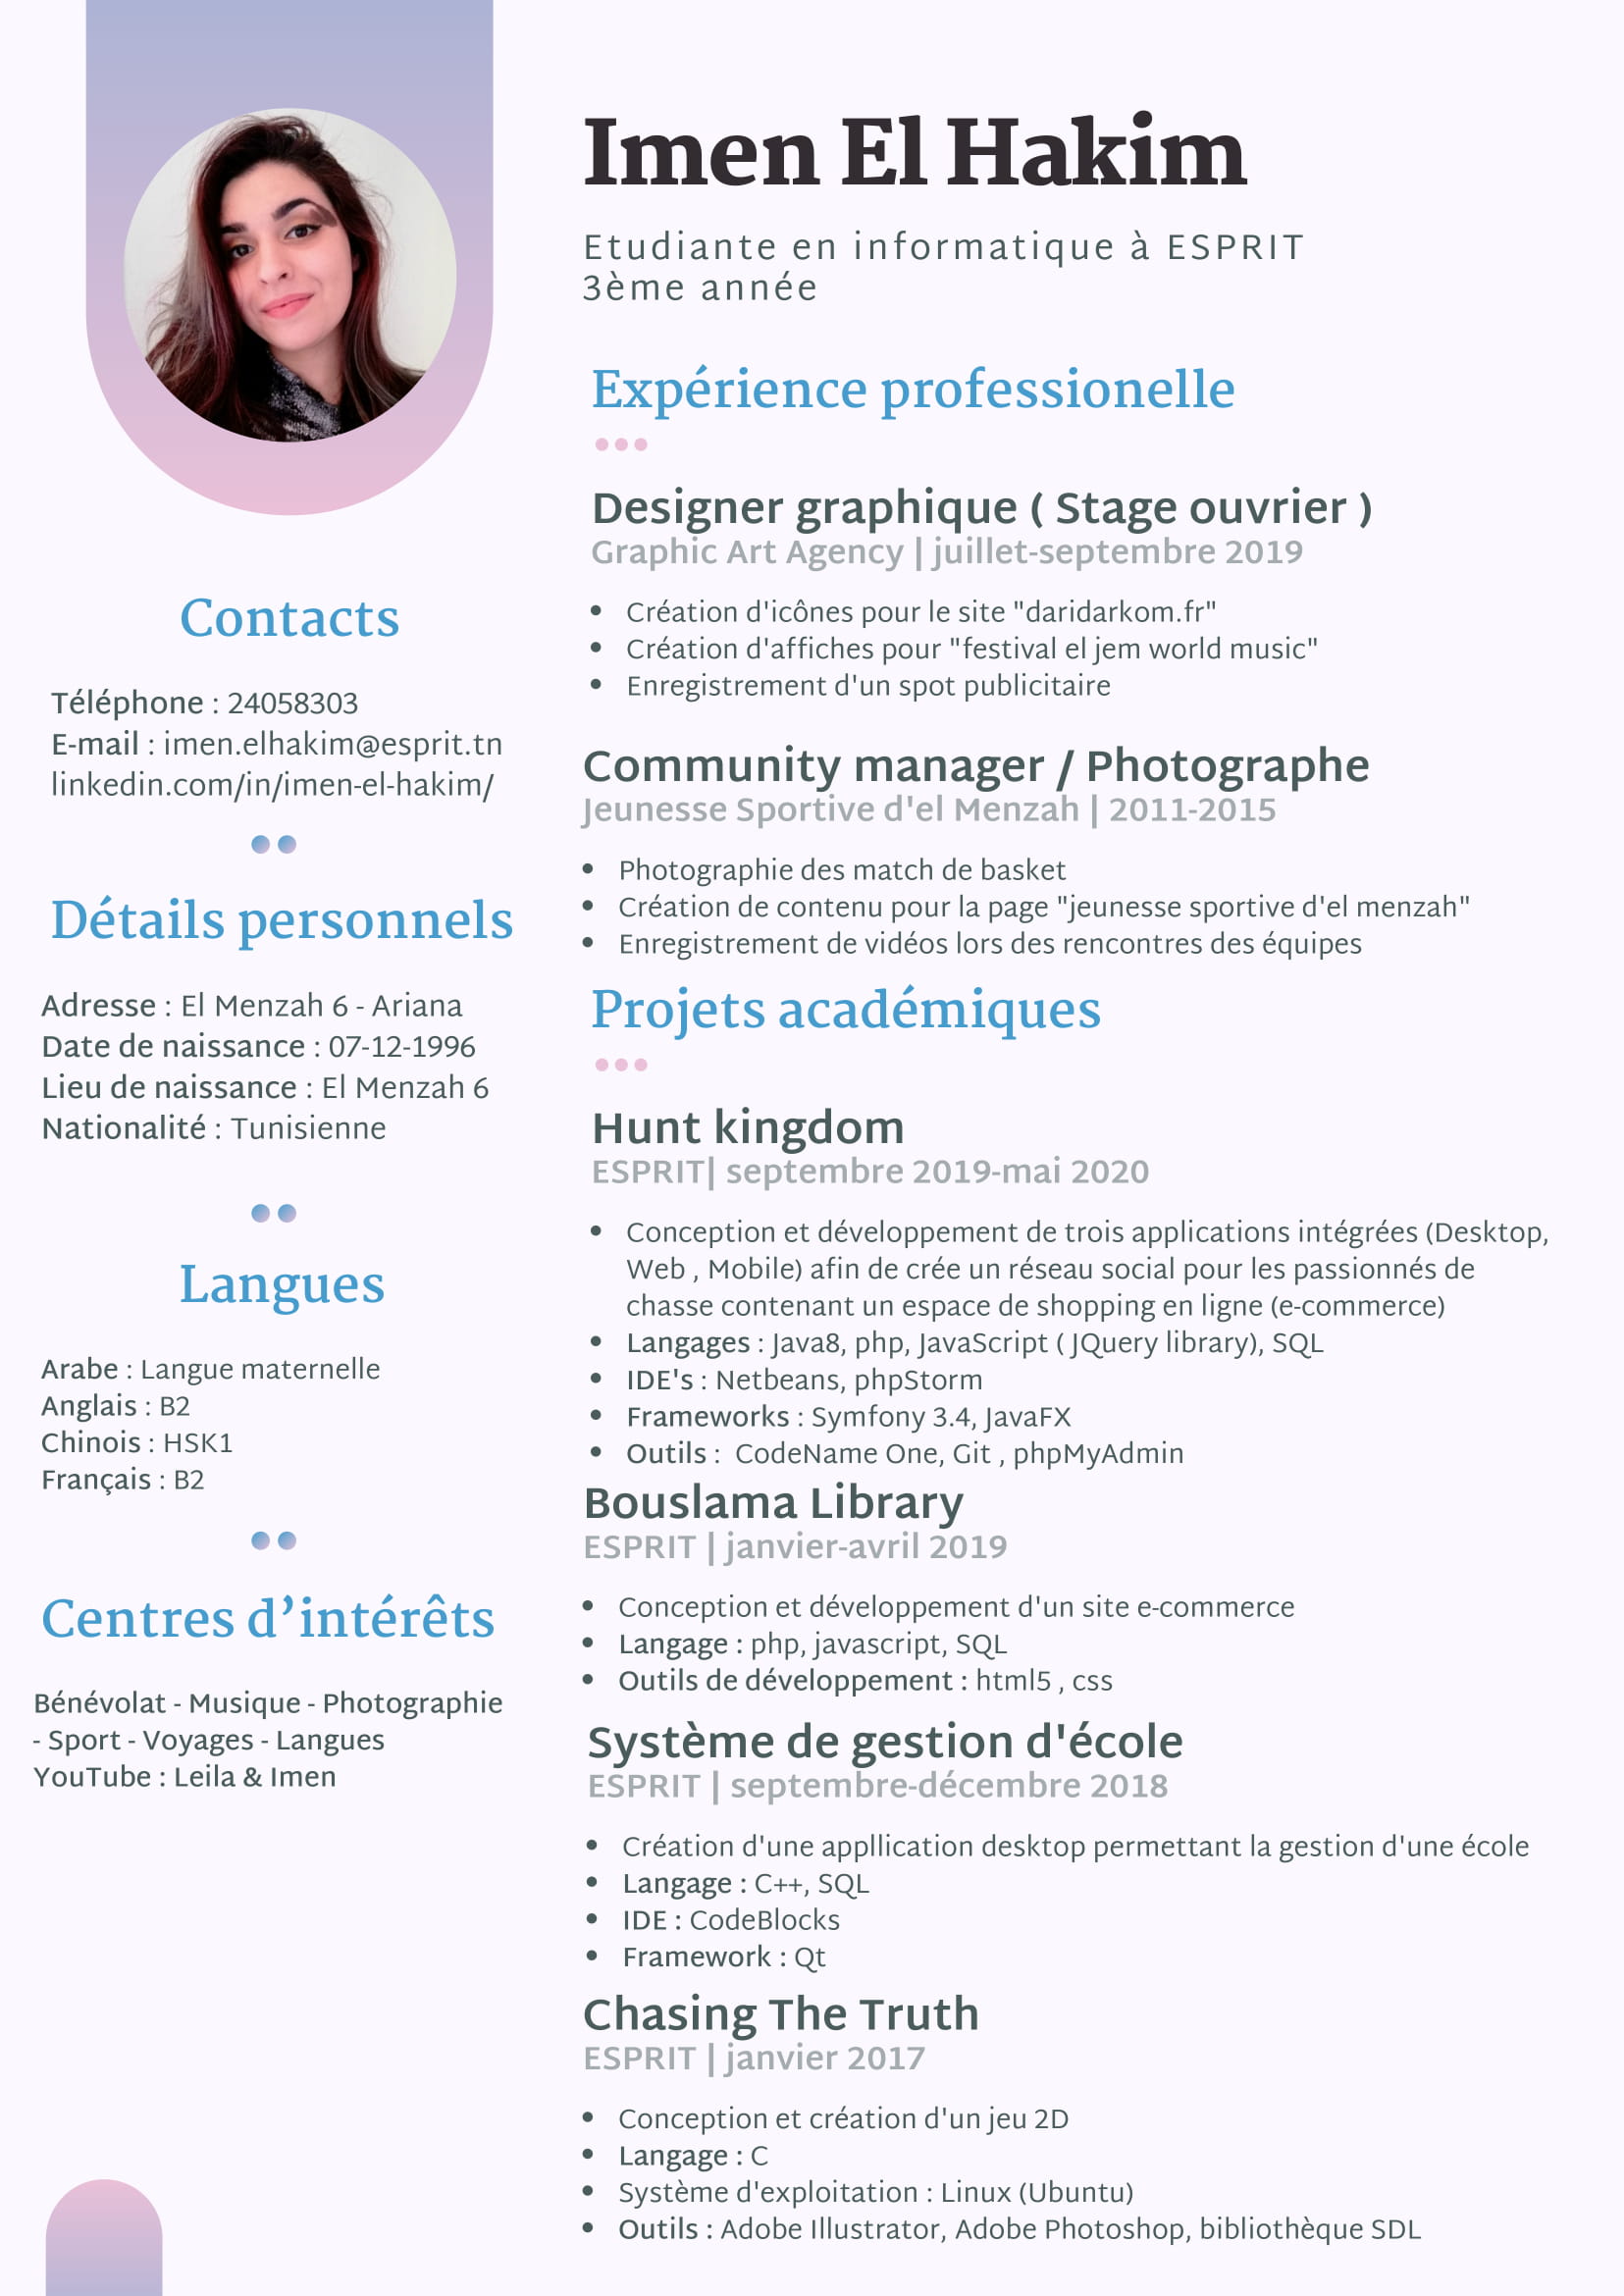 Imen El Hakim
Etudiante en informatique à ESPRIT
3ème année
Contacts
Téléphone : 24058303
E-mail : imen.elhakim@esprit.tn
linkedin.com/in/imen-el-hakim/
Détails personnels
Adresse : El Menzah 6 - Ariana
Date de naissance : 07-12-1996
Lieu de naissance : El Menzah 6
Nationalité : Tunisienne
Langues
Arabe : Langue maternelle
Anglais : B2
Chinois : HSK1
Français : B2
Centres d’intérêts
Bénévolat - Musique - Photographie
- Sport - Voyages - Langues
YouTube : Leila & Imen
Expérience professionelle
Designer graphique ( Stage ouvrier )
Graphic Art Agency | juillet-septembre 2019
• Création d'icônes pour le site "daridarkom.fr"
• Création d'affiches pour "festival el jem world music"
• Enregistrement d'un spot publicitaire
Community manager / Photographe
Jeunesse Sportive d'el Menzah | 2011-2015
• Photographie des match de basket
• Création de contenu pour la page "jeunesse sportive d'el menzah"
• Enregistrement de vidéos lors des rencontres des équipes
Projets académiques
Hunt kingdom
ESPRIT| septembre 2019-mai 2020
• Conception et développement de trois applications intégrées (Desktop,
Web , Mobile) afin de crée un réseau social pour les passionnés de
chasse contenant un espace de shopping en ligne (e-commerce)
• Langages : Java8, php, JavaScript ( JQuery library), SQL
• IDE's : Netbeans, phpStorm
• Frameworks : Symfony 3.4, JavaFX
• Outils :  CodeName One, Git , phpMyAdmin
Bouslama Library
ESPRIT | janvier-avril 2019
• Conception et développement d'un site e-commerce
• Langage : php, javascript, SQL
• Outils de développement : html5 , css
Système de gestion d'école
ESPRIT | septembre-décembre 2018
• Création d'une appllication desktop permettant la gestion d'une école
• Langage : C++, SQL
• IDE : CodeBlocks
• Framework : Qt
Chasing The Truth
ESPRIT | janvier 2017
• Conception et création d'un jeu 2D
• Langage : C
• Système d'exploitation : Linux (Ubuntu)
• Outils : Adobe Illustrator, Adobe Photoshop, bibliothèque SDL